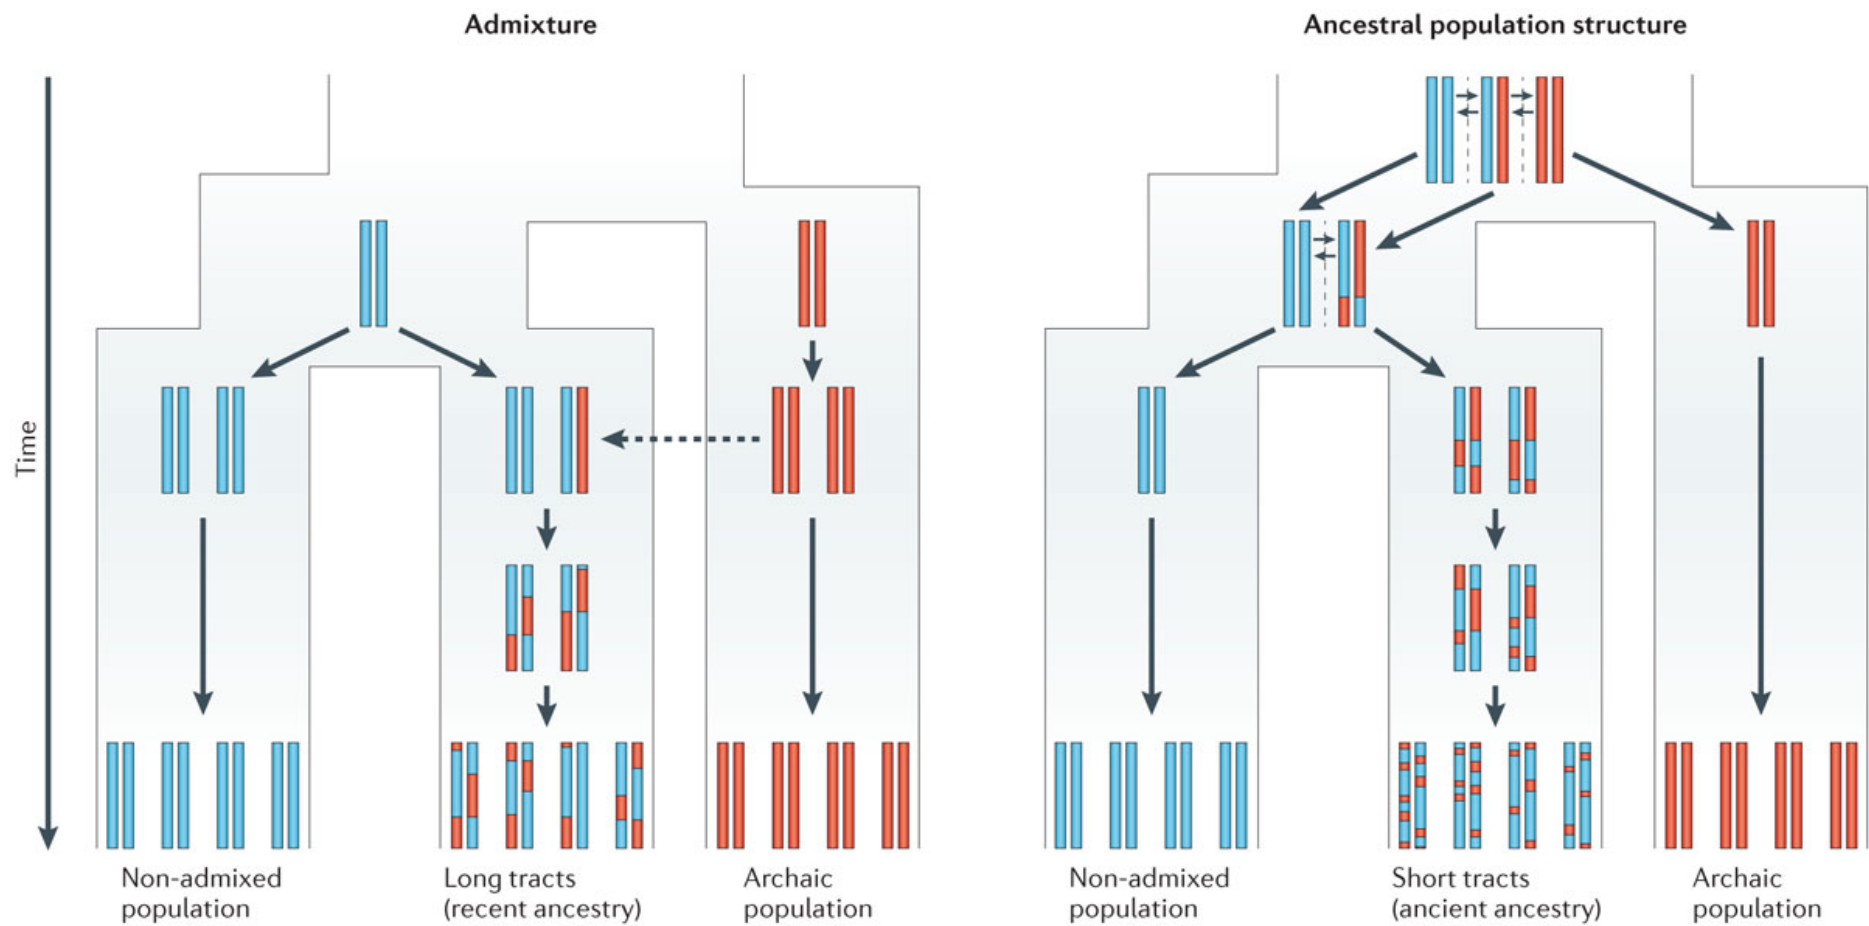 Admixture
Ancestral population structure
Time
Non-admixed
population
Long tracts
(recent ancestry)
Archaic
population
Non-admixed
population
Short tracts
(ancient ancestry)
Archaic
population